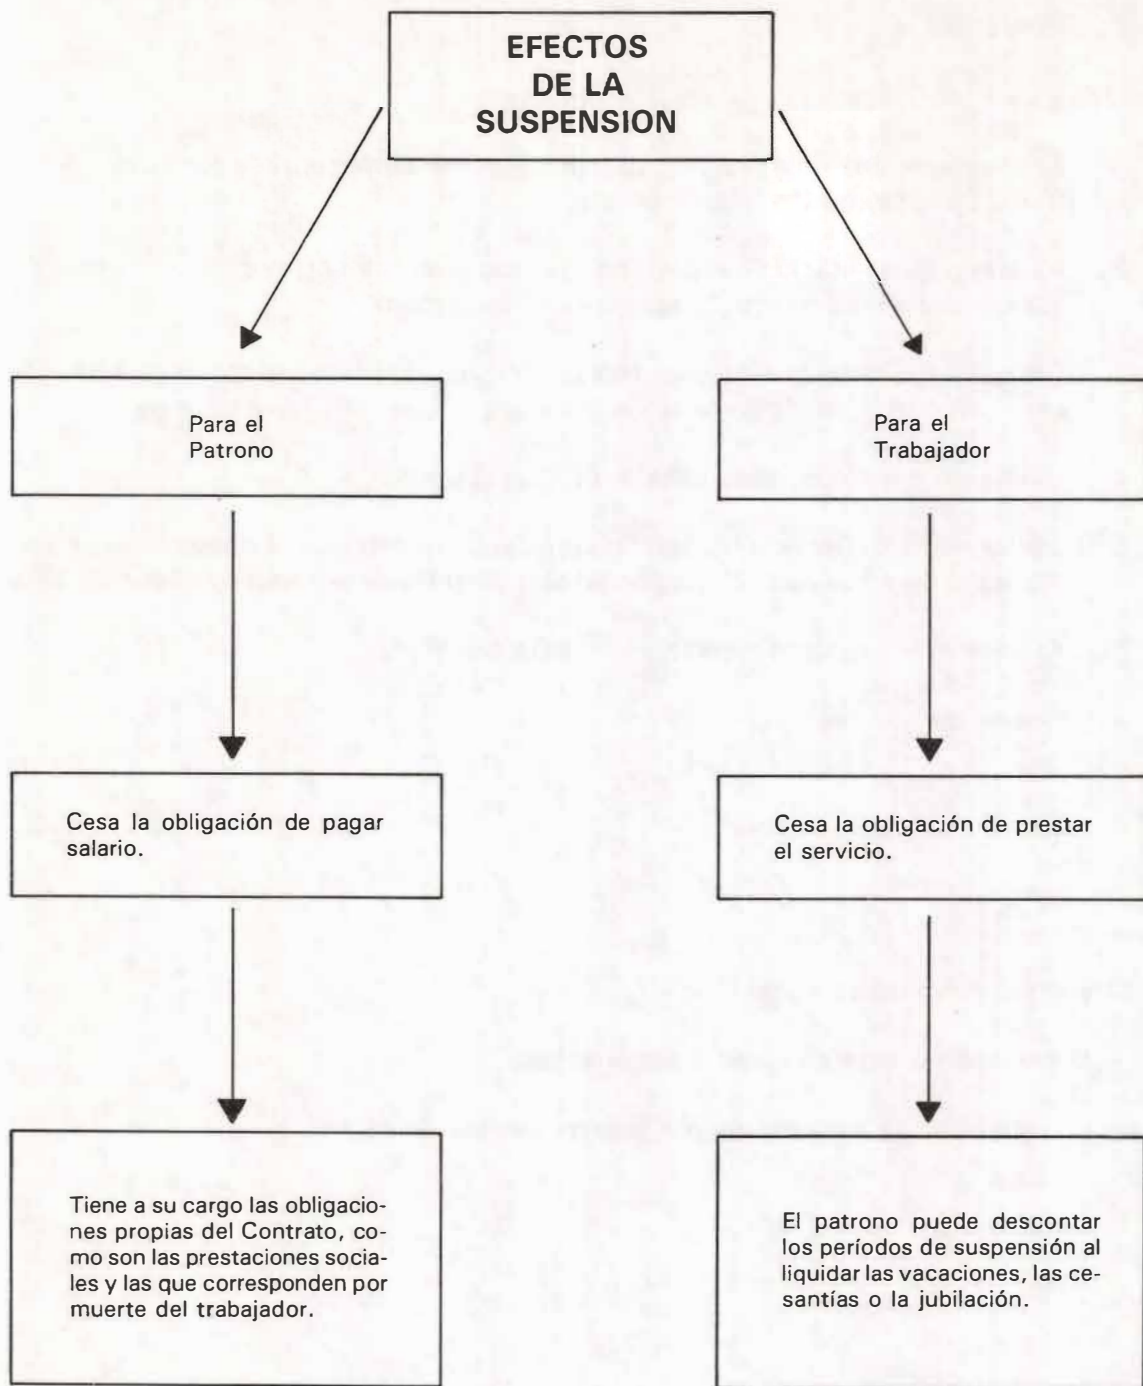 EFECTOS
DE LA
SUSPENSION
Para el
Patrono
Para el
Trabajador
Cesa la obligación de pagar
salario.
Cesa la obligación de prestar
el servicio.
Tiene a su cargo las obligacio-
nes propias del Contrato, co-
mo son las prestaciones socia-
les y las que corresponden por
muerte del trabajador.
El patrono puede descontar
los períodos de suspensión al
liquidar las vacaciones, las ce-
santías o la jubilación.